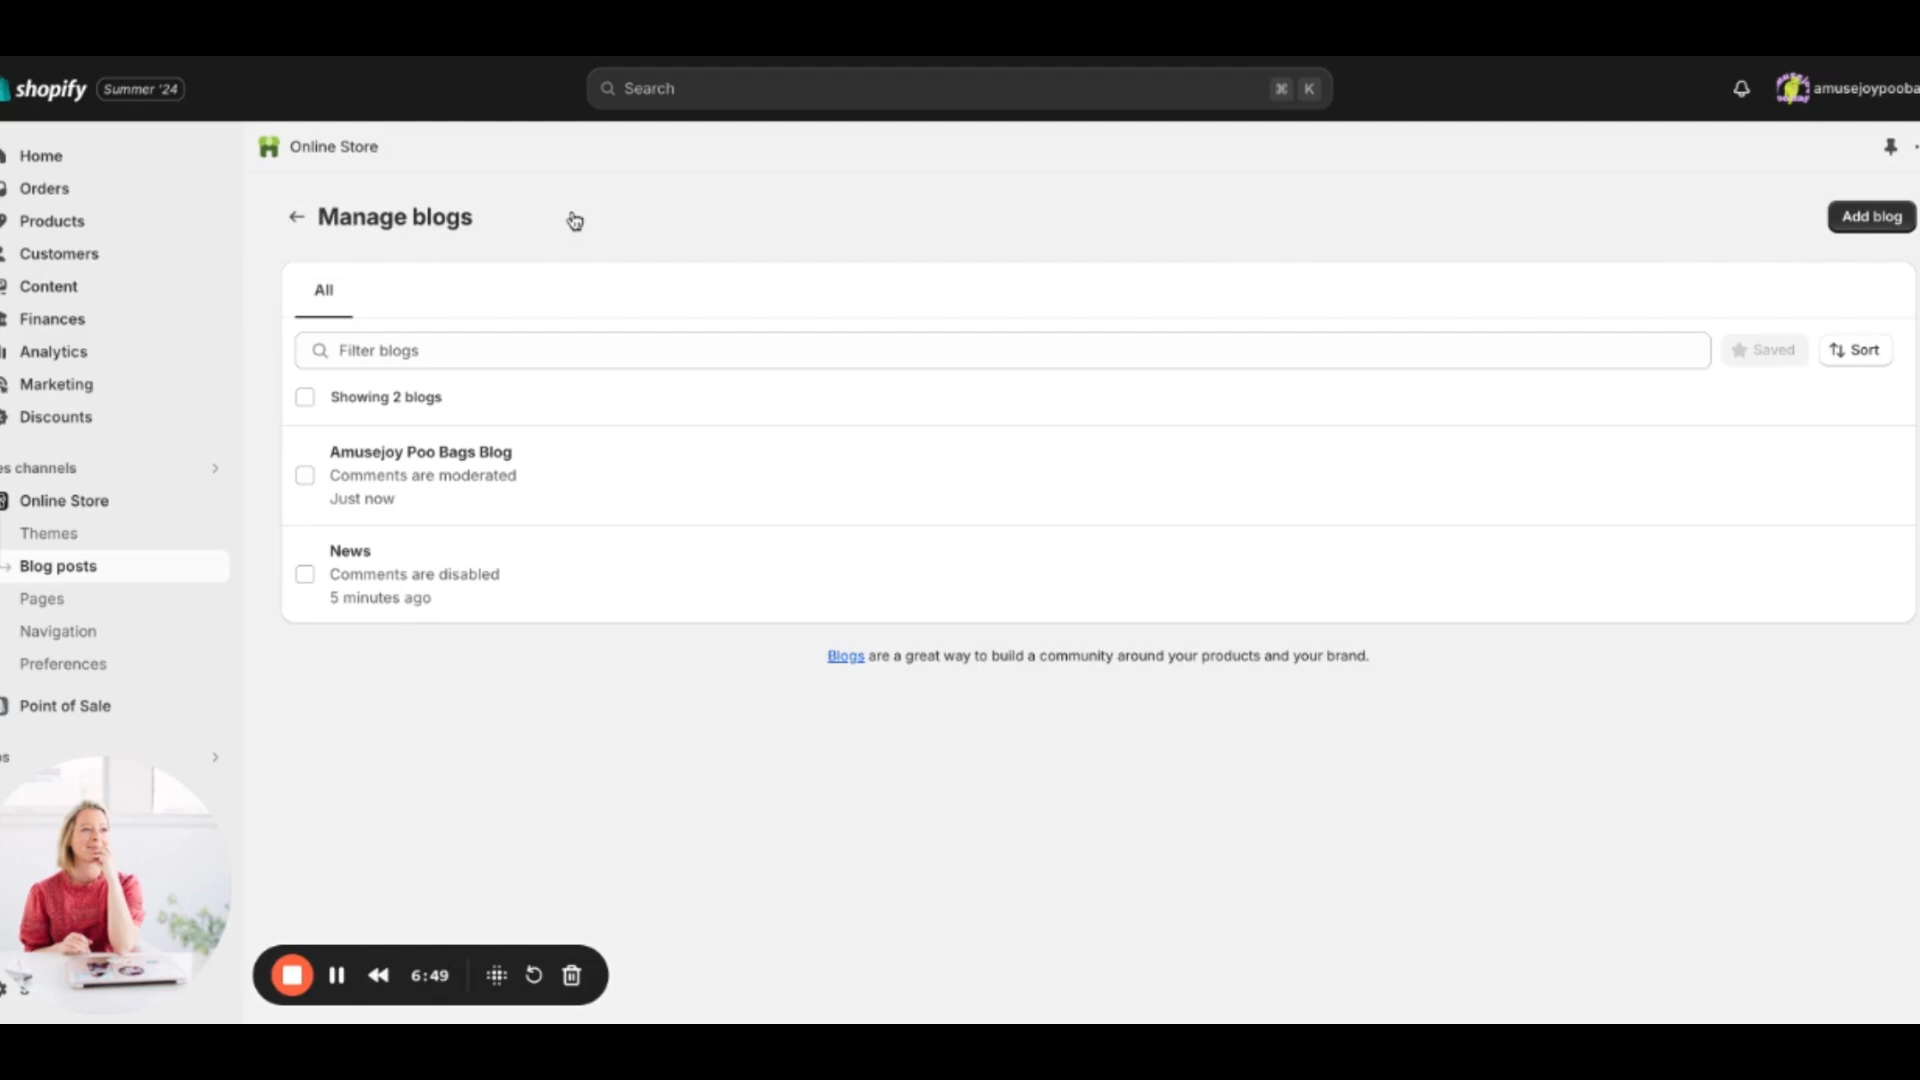 shopify Summer '24
Search
⌘ K
amusejoypooba
Home
Orders
Products
Customers
Content
Finances
Analytics
Marketing
Discounts
es channels
Online Store
Themes
Blog posts
Pages
Navigation
Preferences
Point of Sale
ps
Online Store
Manage blogs
Add blog
All
Filter blogs
Saved
Sort
Showing 2 blogs
Amusejoy Poo Bags Blog
Comments are moderated
Just now
News
Comments are disabled
5 minutes ago
Blogs are a great way to build a community around your products and your brand.
6:49